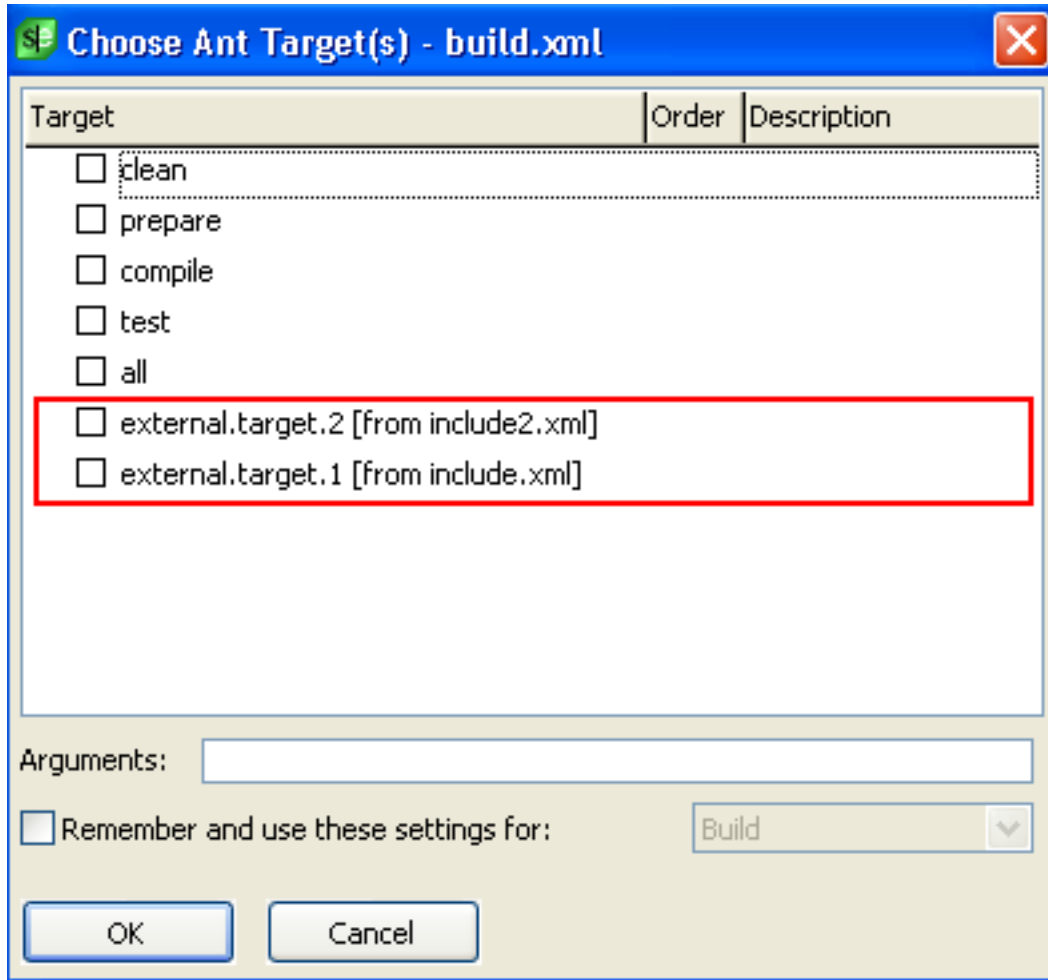 Choose Ant Target(s) - build.xml
Target Order Description
clean
prepare
compile
test
all
external.target.2 [from include2.xml]
external.target.1 [from include.xml]
Arguments:
Remember and use these settings for: Build
OK Cancel